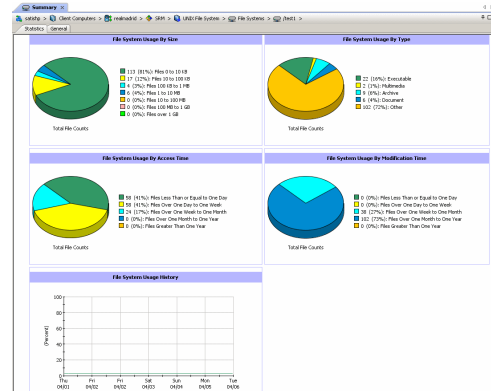 Summary
satishp > Client Computers > realmadrid > SRM > UNIX File System > File Systems > /test1 >
Statistics General
File System Usage By Size
113 (81%): Files 0 to 10 kB
17 (12%): Files 10 to 100 kB
4 (3%): Files 100 kB to 1 MB
6 (4%): Files 1 to 10 MB
0 (0%): Files 10 to 100 MB
0 (0%): Files 100 MB to 1 GB
0 (0%): Files over 1 GB
Total File Counts
File System Usage By Type
22 (16%): Executable
2 (1%): Multimedia
9 (6%): Archive
6 (4%): Document
102 (72%): Other
Total File Counts
File System Usage By Access Time
58 (41%): Files Less Than or Equal to One Day
58 (41%): Files Over One Day to One Week
24 (17%): Files Over One Week to One Month
0 (0%): Files Over One Month to One Year
0 (0%): Files Greater Than One Year
Total File Counts
File System Usage By Modification Time
0 (0%): Files Less Than or Equal to One Day
0 (0%): Files Over One Day to One Week
38 (27%): Files Over One Week to One Month
102 (73%): Files Over One Month to One Year
0 (0%): Files Greater Than One Year
Total File Counts
File System Usage History
(Percent)
100
80
60
40
20
0
Thu Fri Fri Sat Sun Mon Tue
04/01 04/02 04/02 04/03 04/04 04/05 04/06